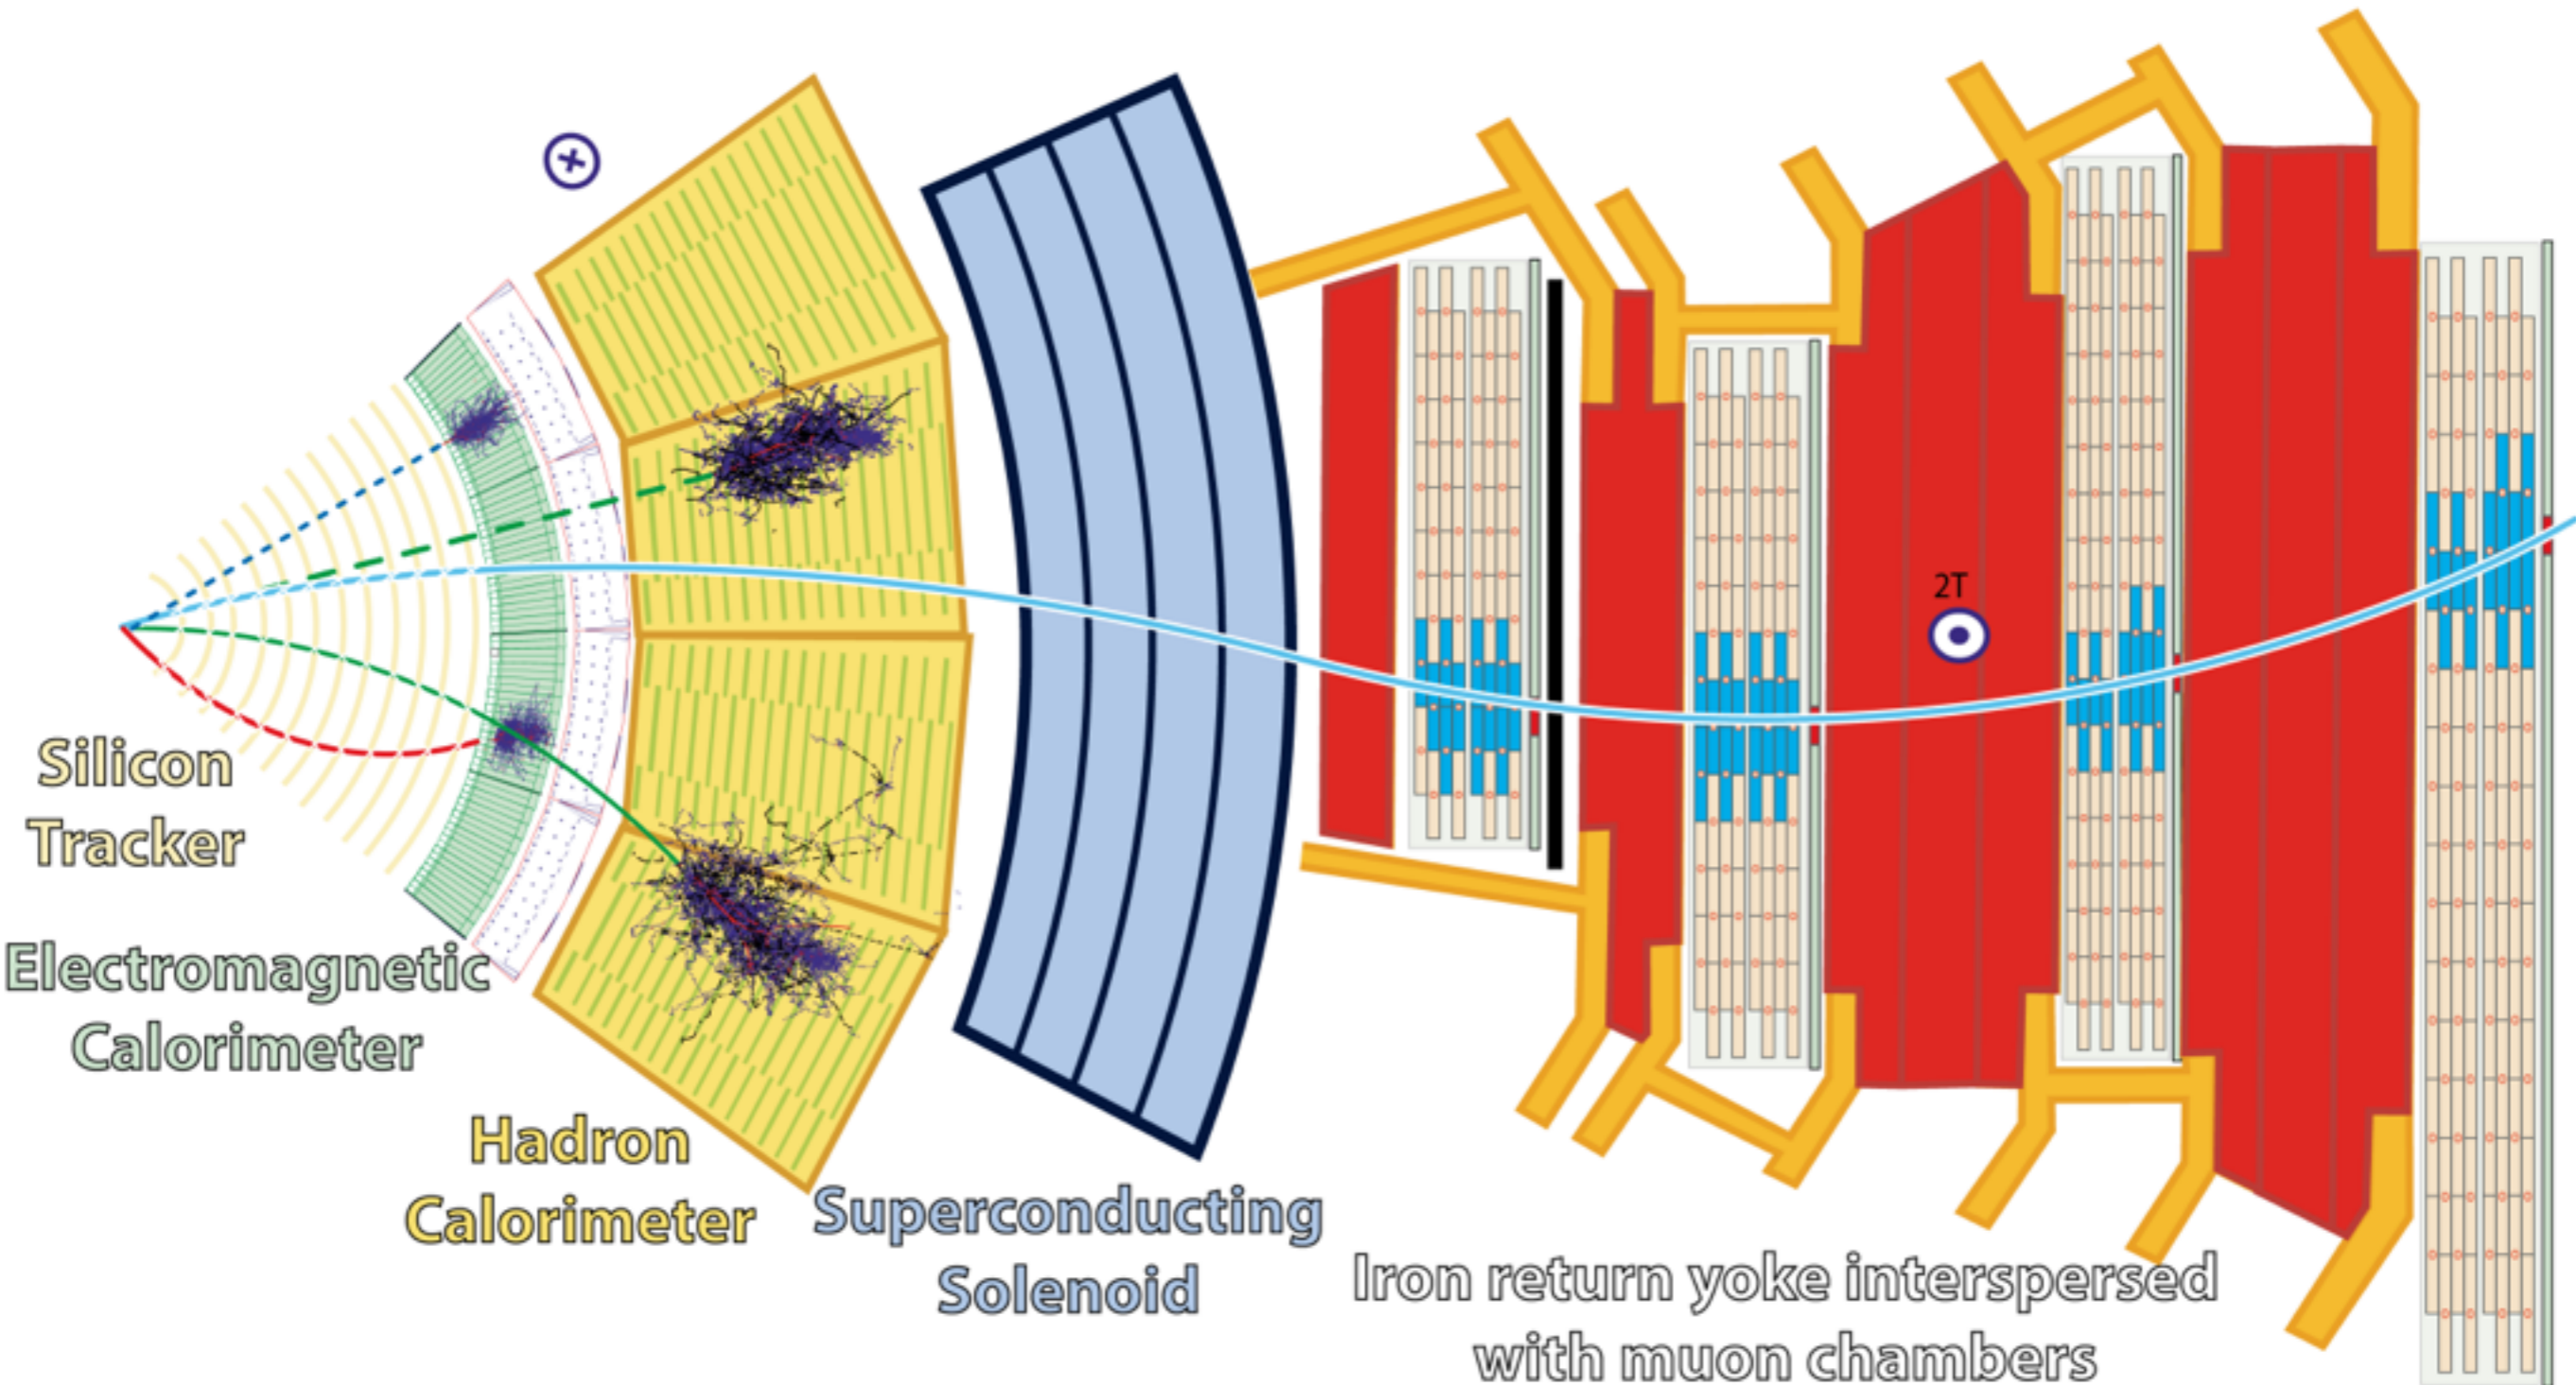 2T
Silicon
Tracker
Electromagnetic
Calorimeter
Hadron
Calorimeter
Superconducting
Solenoid
Iron return yoke interspersed
with muon chambers